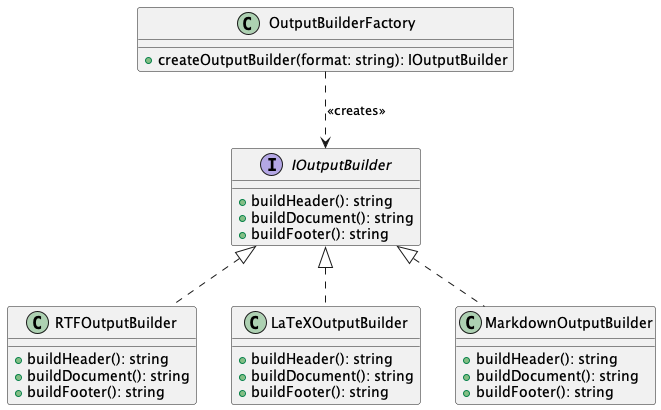 C OutputBuilderFactory
createOutputBuilder(format: string): IOutputBuilder
«creates»
I IOutputBuilder
buildHeader(): string
buildDocument(): string
buildFooter(): string
C RTFOutputBuilder
buildHeader(): string
buildDocument(): string
buildFooter(): string
C LaTeXOutputBuilder
buildHeader(): string
buildDocument(): string
buildFooter(): string
C MarkdownOutputBuilder
buildHeader(): string
buildDocument(): string
buildFooter(): string